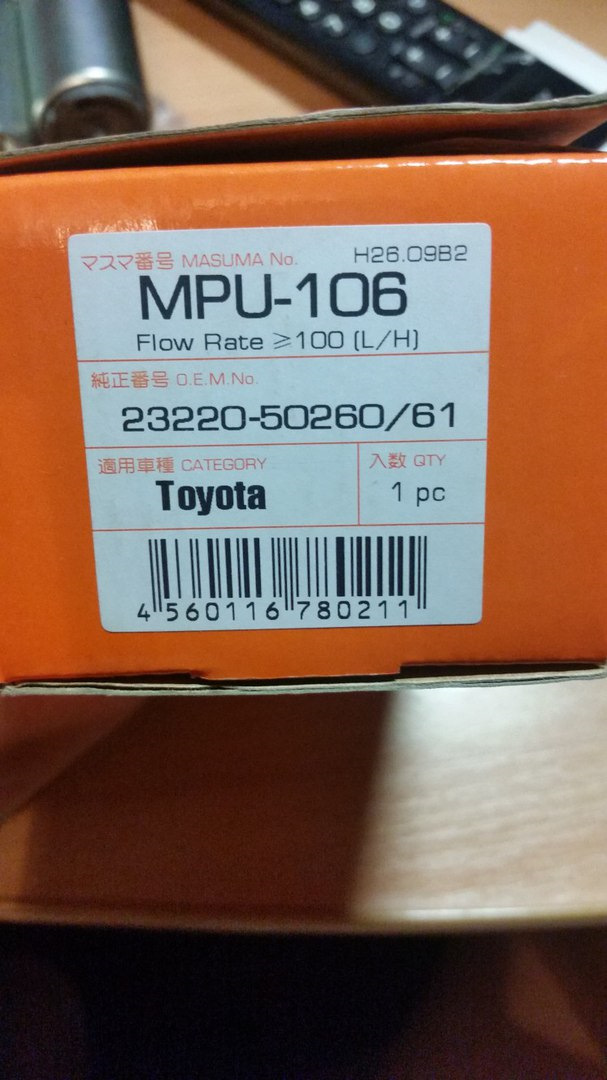 マスマ番号 MASUMA No. H26.09B2
MPU-106
Flow Rate ≥100 (L/H)
純正番号 O.E.M.No.
23220-50260/61
適用車種 CATEGORY 入数 QTY
Toyota 1 pc
4 560116 780211